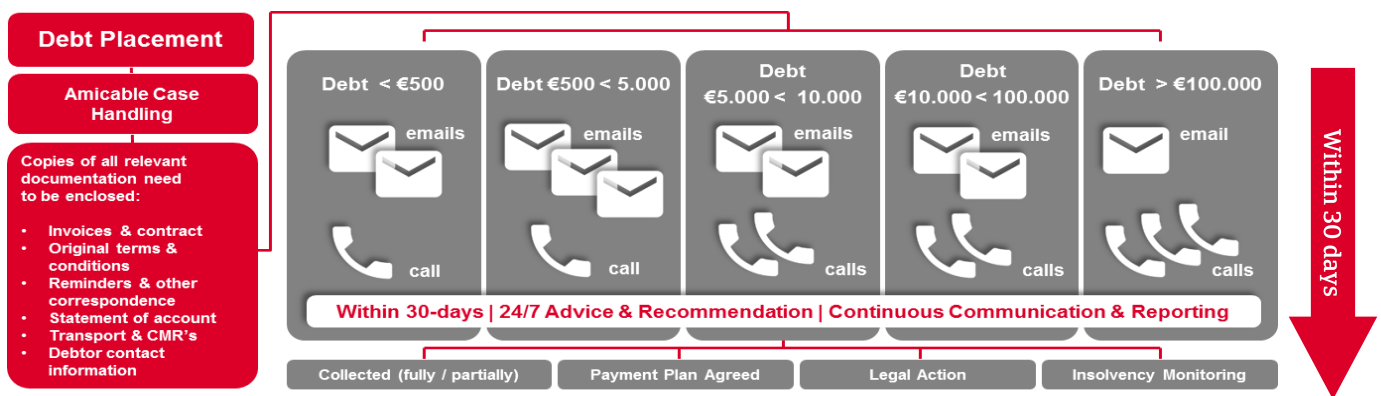 Debt Placement
Amicable Case
Handling
Copies of all relevant
documentation need
to be enclosed:
• Invoices & contract
• Original terms &
conditions
• Reminders & other
correspondence
• Statement of account
• Transport & CMR's
• Debtor contact
information
Debt < €500
emails
call
Debt €500 < 5.000
emails
call
Debt
€5.000 < 10.000
emails
calls
Debt
€10.000 < 100.000
emails
calls
Debt > €100.000
email
calls
Within 30-days | 24/7 Advice & Recommendation | Continuous Communication & Reporting
Collected (fully / partially)
Payment Plan Agreed
Legal Action
Insolvency Monitoring
Within 30 days